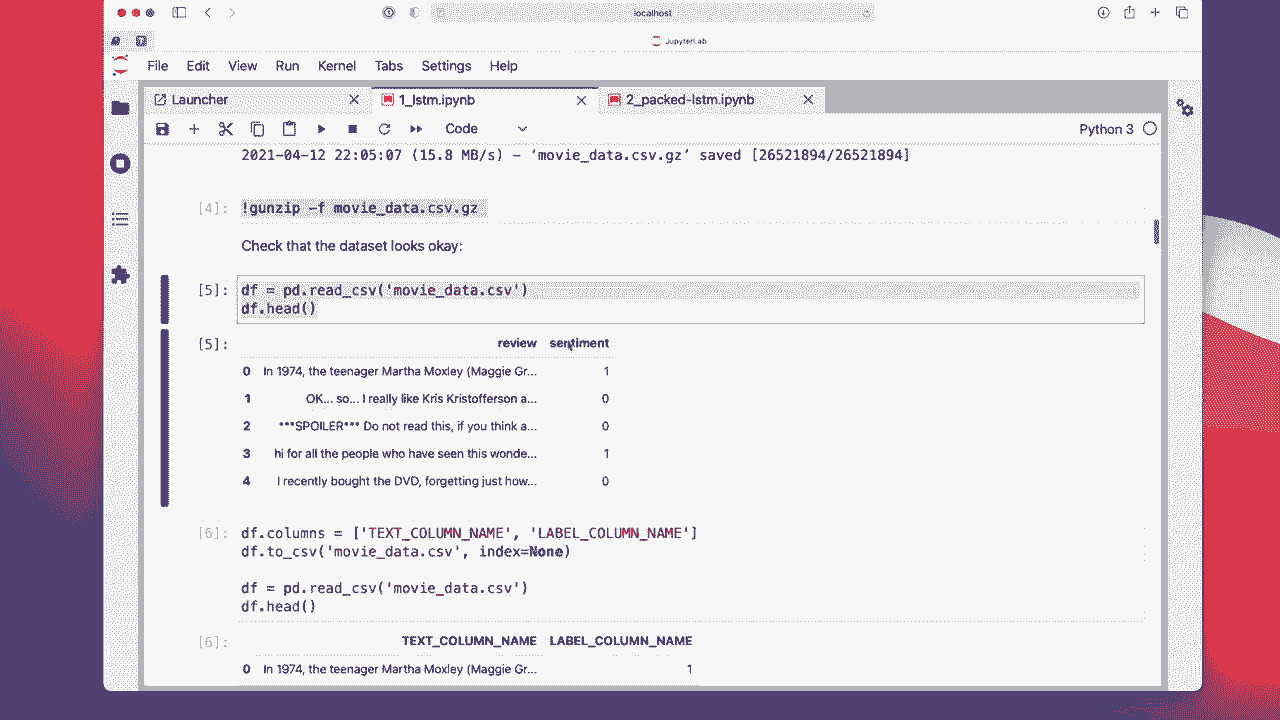 localhost
JupyterLab
File Edit View Run Kernel Tabs Settings Help
Launcher 1_lstm.ipynb 2_packed-lstm.ipynb
Code Python 3
2021-04-12 22:05:07 (15.8 MB/s) - ‘movie_data.csv.gz’ saved [26521894/26521894]
[4]: !gunzip -f movie_data.csv.gz
Check that the dataset looks okay:
[5]: df = pd.read_csv('movie_data.csv')
df.head()
[5]: review sentiment
0 In 1974, the teenager Martha Moxley (Maggie Gr... 1
1 OK... so... I really like Kris Kristofferson a... 0
2 ***SPOILER*** Do not read this, if you think a... 0
3 hi for all the people who have seen this wonde... 1
4 I recently bought the DVD, forgetting just how... 0
[6]: df.columns = ['TEXT_COLUMN_NAME', 'LABEL_COLUMN_NAME']
df.to_csv('movie_data.csv', index=None)
df = pd.read_csv('movie_data.csv')
df.head()
[6]: TEXT_COLUMN_NAME LABEL_COLUMN_NAME
0 In 1974, the teenager Martha Moxley (Maggie Gr... 1